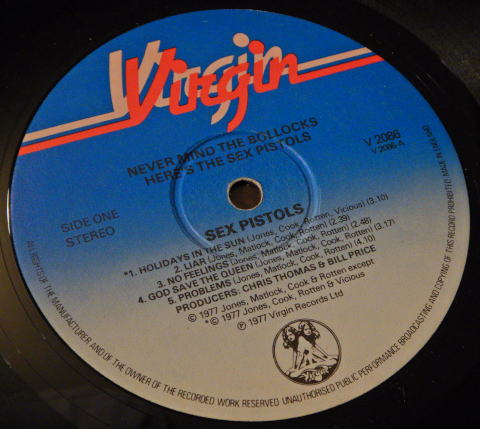 Virgin
Virgin
NEVER MIND THE BOLLOCKS
HERE'S THE SEX PISTOLS
V 2086
V 2086-A
SIDE ONE
STEREO
SEX PISTOLS
*1. HOLIDAYS IN THE SUN (Jones, Cook, Rotten, Vicious) (3.10)
2. LIAR (Jones, Matlock, Cook, Rotten) (2.39)
3. NO FEELINGS (Jones, Matlock, Cook, Rotten) (2.48)
4. GOD SAVE THE QUEEN (Jones, Matlock, Cook, Rotten) (3.17)
5. PROBLEMS (Jones, Matlock, Cook, Rotten) (4.10)
PRODUCERS: CHRIS THOMAS & BILL PRICE
© 1977 Jones, Matlock, Cook & Rotten except
*© 1977 Jones, Cook, Rotten & Vicious
℗ 1977 Virgin Records Ltd
Virgin
ALL RIGHTS OF THE MANUFACTURER AND OF THE OWNER OF THE RECORDED WORK RESERVED UNAUTHORISED PUBLIC PERFORMANCE BROADCASTING AND COPYING OF THIS RECORD PROHIBITED MADE IN ENGLAND